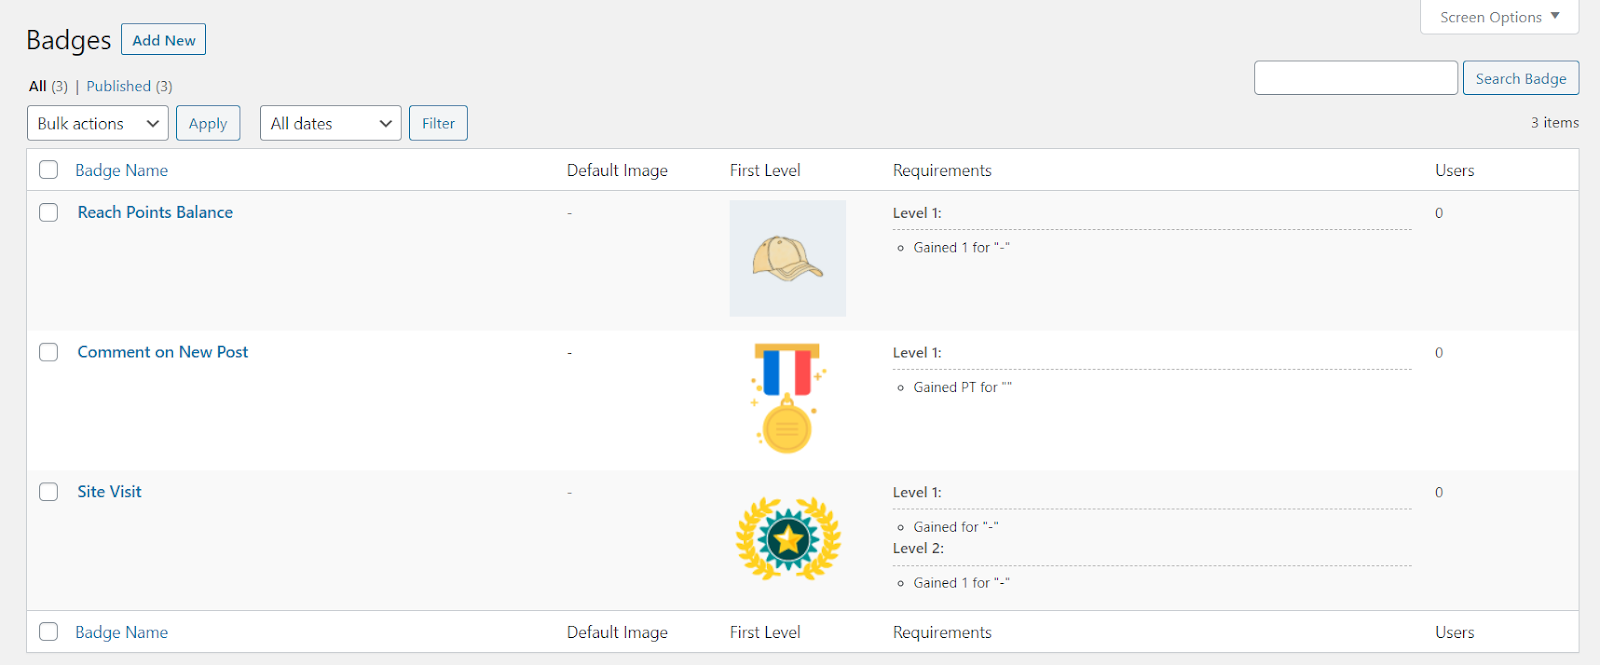 Screen Options
Badges Add New
All (3) | Published (3)
Search Badge
Bulk actions Apply All dates Filter 3 items
Badge Name Default Image First Level Requirements Users
Reach Points Balance - Level 1: 0
Gained 1 for "-"
Comment on New Post - Level 1: 0
Gained PT for ""
Site Visit - Level 1: 0
Gained for "-"
Level 2:
Gained 1 for "-"
Badge Name Default Image First Level Requirements Users